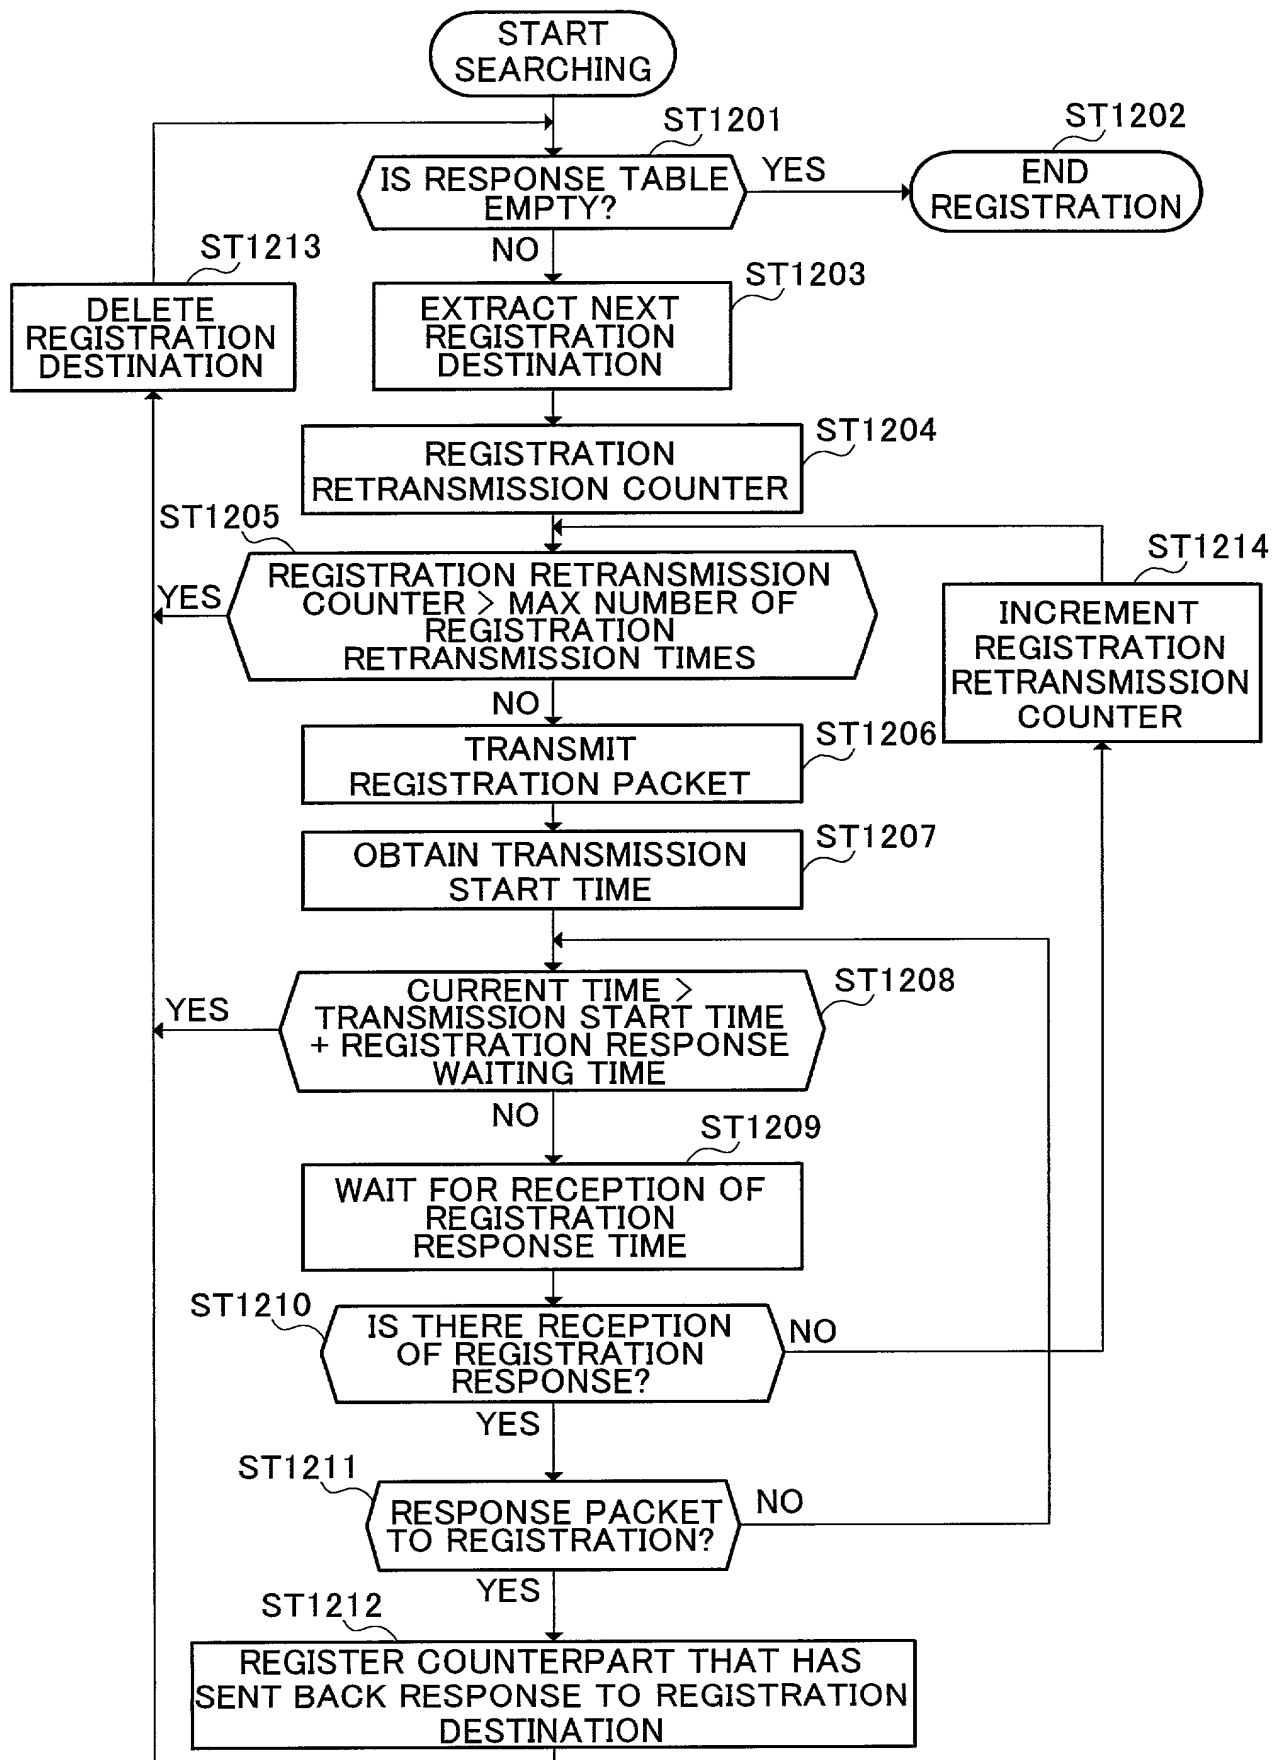 START
SEARCHING
ST1201
IS RESPONSE TABLE
EMPTY?
YES
ST1202
END
REGISTRATION
NO
ST1213
DELETE
REGISTRATION
DESTINATION
ST1203
EXTRACT NEXT
REGISTRATION
DESTINATION
ST1204
REGISTRATION
RETRANSMISSION COUNTER
ST1205
REGISTRATION RETRANSMISSION
COUNTER > MAX NUMBER OF
REGISTRATION
RETRANSMISSION TIMES
YES
NO
ST1214
INCREMENT
REGISTRATION
RETRANSMISSION
COUNTER
ST1206
TRANSMIT
REGISTRATION PACKET
ST1207
OBTAIN TRANSMISSION
START TIME
ST1208
CURRENT TIME >
TRANSMISSION START TIME
+ REGISTRATION RESPONSE
WAITING TIME
YES
NO
ST1209
WAIT FOR RECEPTION OF
REGISTRATION
RESPONSE TIME
ST1210
IS THERE RECEPTION
OF REGISTRATION
RESPONSE?
NO
YES
ST1211
RESPONSE PACKET
TO REGISTRATION?
NO
YES
ST1212
REGISTER COUNTERPART THAT HAS
SENT BACK RESPONSE TO REGISTRATION
DESTINATION